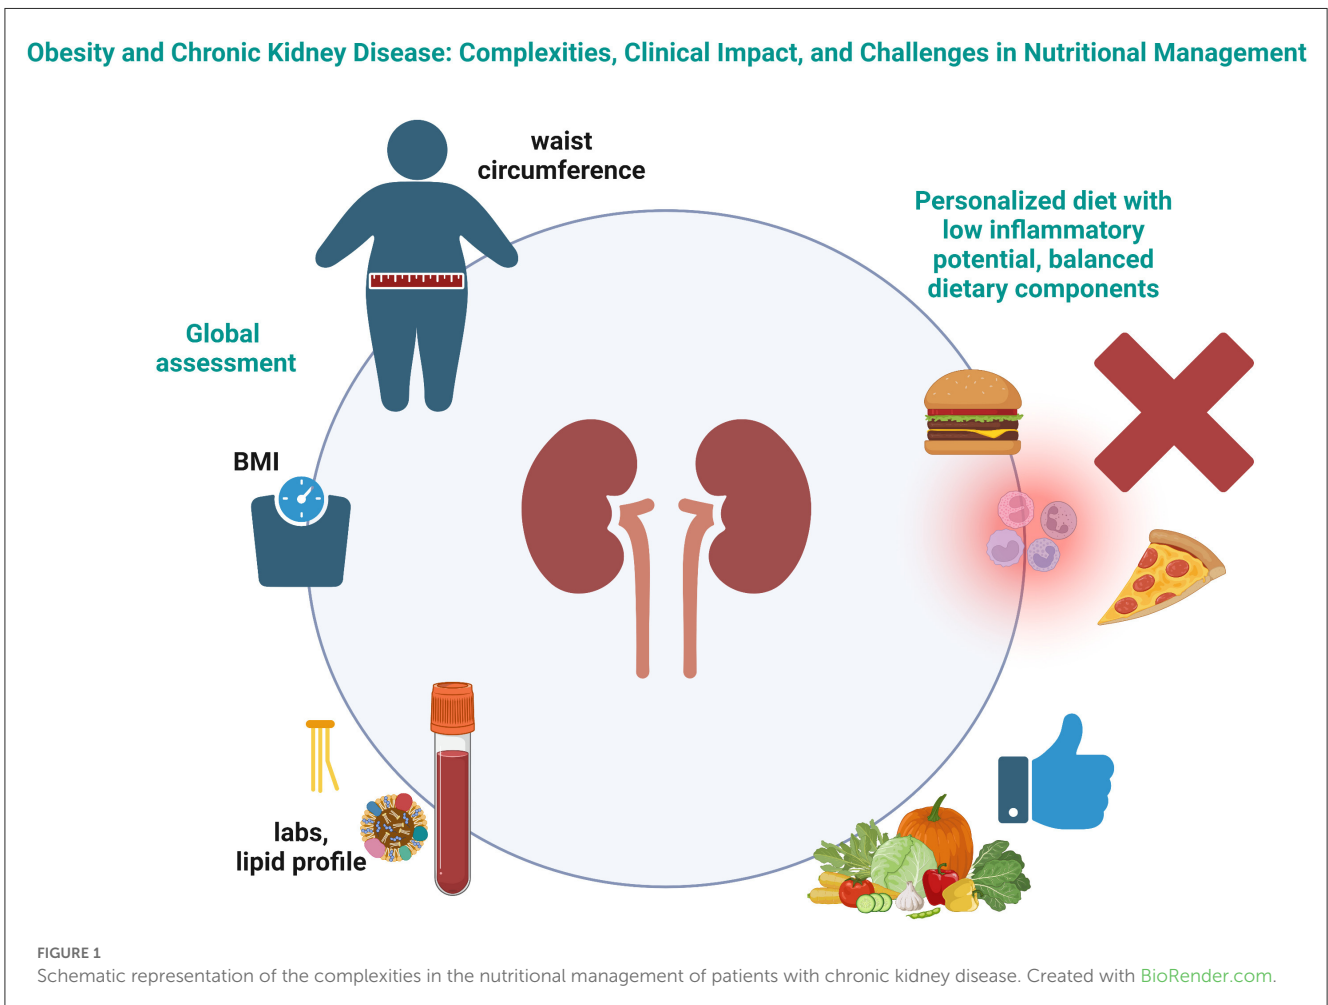 Obesity and Chronic Kidney Disease: Complexities, Clinical Impact, and Challenges in Nutritional Management
waist
circumference
Personalized diet with
low inflammatory
potential, balanced
dietary components
Global
assessment
BMI
labs,
lipid profile
FIGURE 1
Schematic representation of the complexities in the nutritional management of patients with chronic kidney disease. Created with BioRender.com.